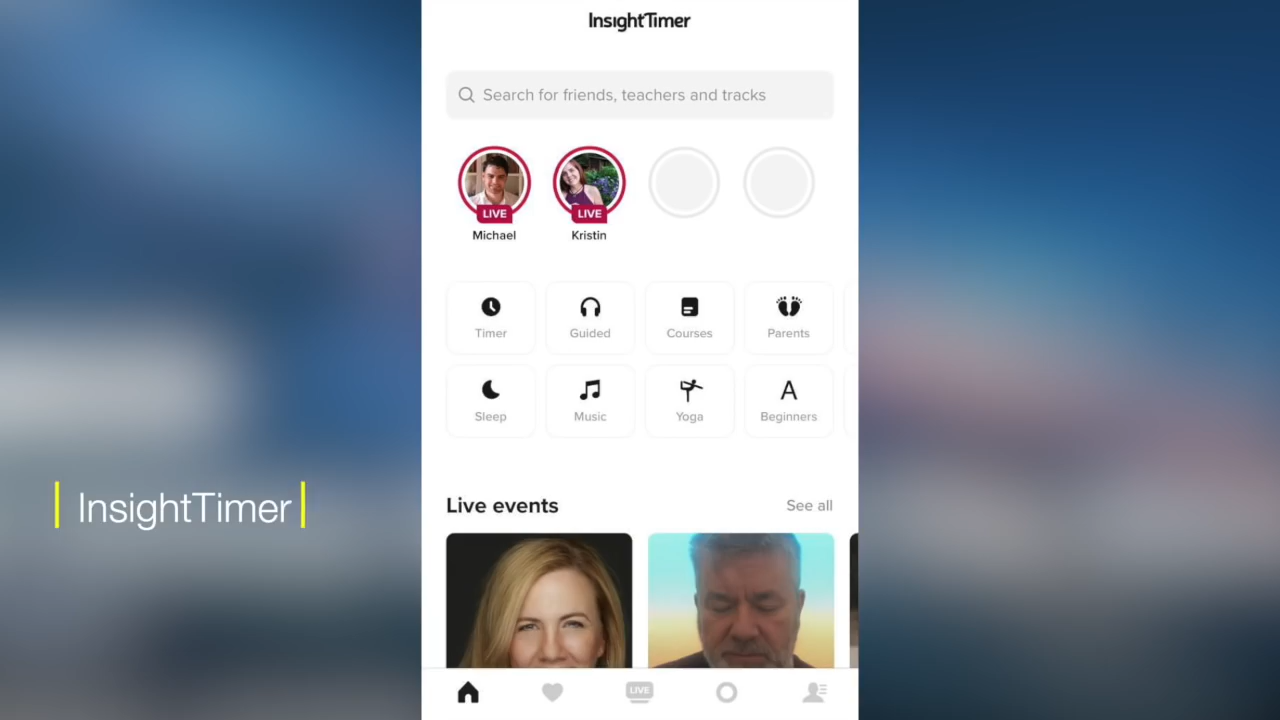 InsightTimer
Search for friends, teachers and tracks
LIVE LIVE
Michael Kristin
Timer Guided Courses Parents
Sleep Music Yoga A Beginners
InsightTimer
Live events See all
LIVE